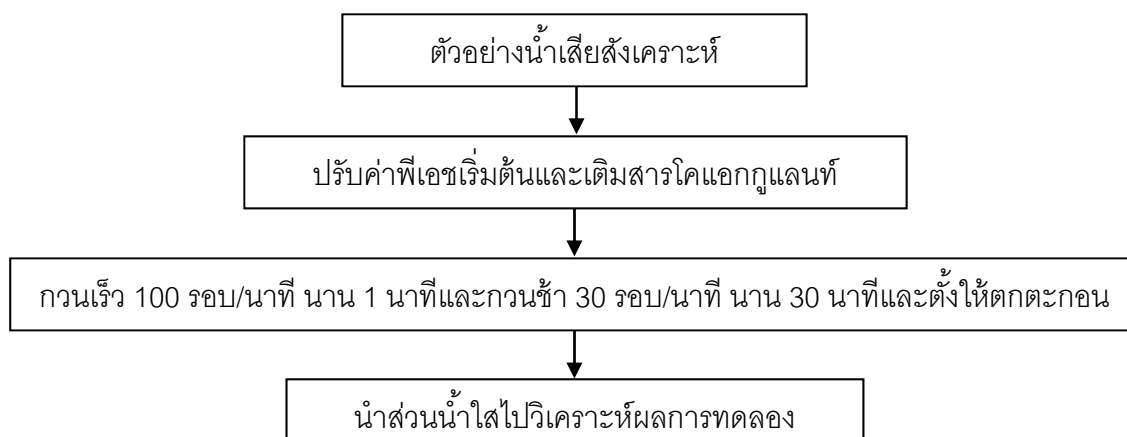 ตัวอย่างน้ำเสียสังเคราะห์
ปรับค่าพีเอชเริ่มต้นและเติมสารโคแอกกูแลนท์
กวนเร็ว 100 รอบ/นาที นาน 1 นาทีและกวนช้า 30 รอบ/นาที นาน 30 นาทีและตั้งให้ตกตะกอน
นำส่วนน้ำใสไปวิเคราะห์ผลการทดลอง